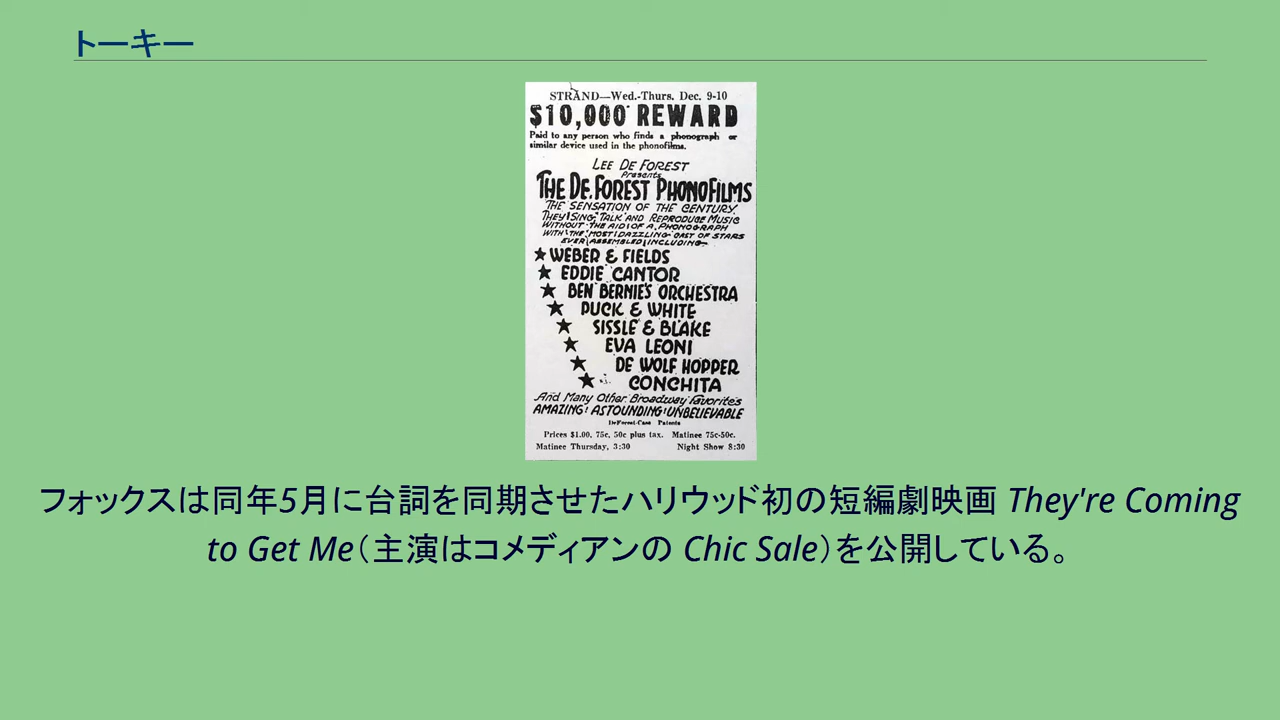 トーキー
STRAND—Wed.-Thurs. Dec. 9-10
$10,000 REWARD
Paid to any person who finds a phonograph or
similar device used in the phonofilms.
LEE DE FOREST
Presents
THE DE FOREST PHONOFILMS
THE SENSATION OF THE CENTURY.
THEY SING, TALK AND REPRODUCE MUSIC
WITHOUT THE AID OF A PHONOGRAPH
WITH THE MOST DAZZLING CAST OF STARS
EVER ASSEMBLED INCLUDING—
★ WEBER & FIELDS
★ EDDIE CANTOR
★ BEN BERNIE'S ORCHESTRA
★ PUCK & WHITE
★ SISSLE & BLAKE
★ EVA LEONI
★ DE WOLF HOPPER
★ CONCHITA
And Many Other Broadway Favorites
AMAZING! ASTOUNDING! UNBELIEVABLE
DeForest-Case Patents
Prices $1.00, 75c, 50c plus tax. Matinee 75c-50c.
Matinee Thursday, 3:30 Night Show 8:30
フォックスは同年5月に台詞を同期させたハリウッド初の短編劇映画 They're Coming
to Get Me（主演はコメディアンの Chic Sale）を公開している。